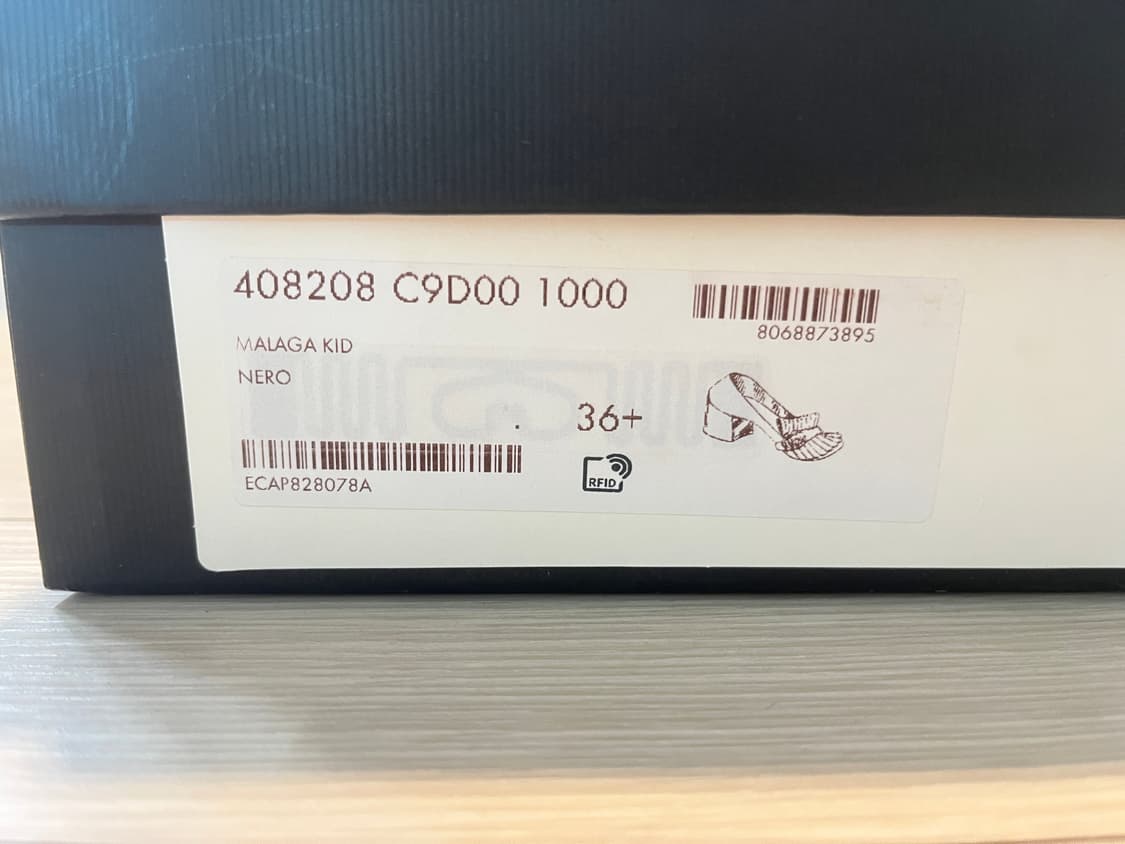 408208 C9D00 1000
8068873895
MALAGA KID
NERO
. 36+
ECAP828078A
RFID